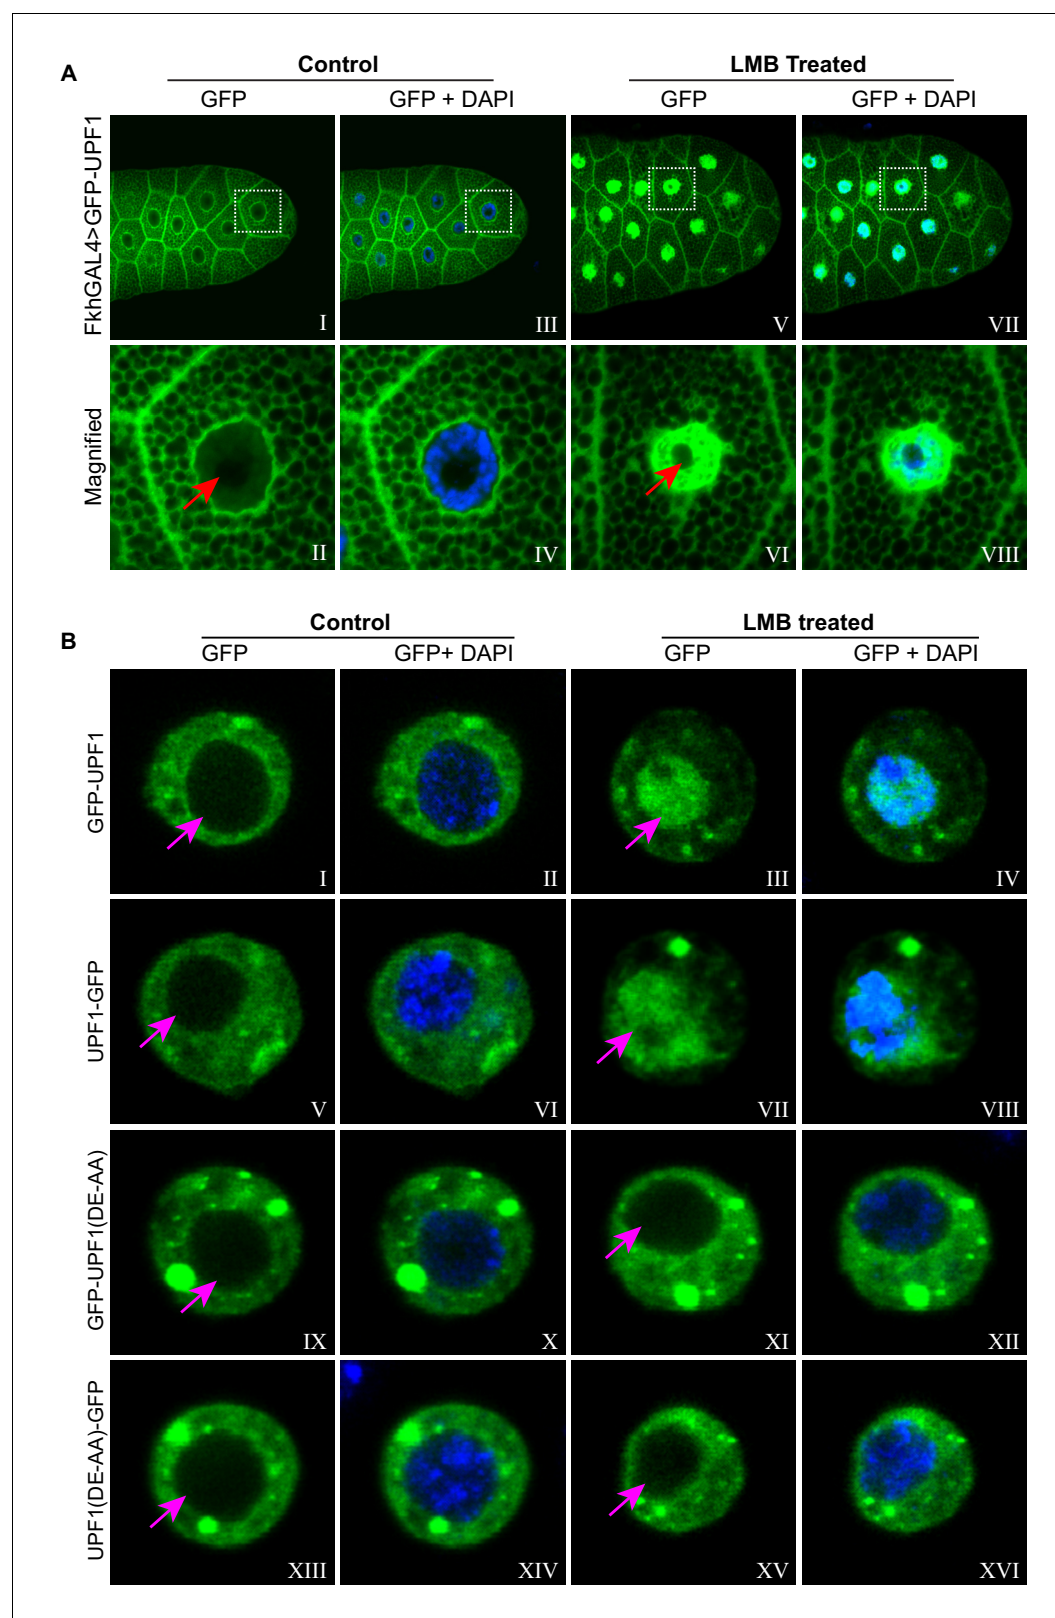 A
Control
LMB Treated
GFP
GFP + DAPI
GFP
GFP + DAPI
FkhGAL4>GFP-UPF1
I
III
V
VII
Magnified
II
IV
VI
VIII
B
Control
LMB treated
GFP
GFP+ DAPI
GFP
GFP + DAPI
GFP-UPF1
I
II
III
IV
UPF1-GFP
V
VI
VII
VIII
GFP-UPF1(DE-AA)
IX
X
XI
XII
UPF1(DE-AA)-GFP
XIII
XIV
XV
XVI